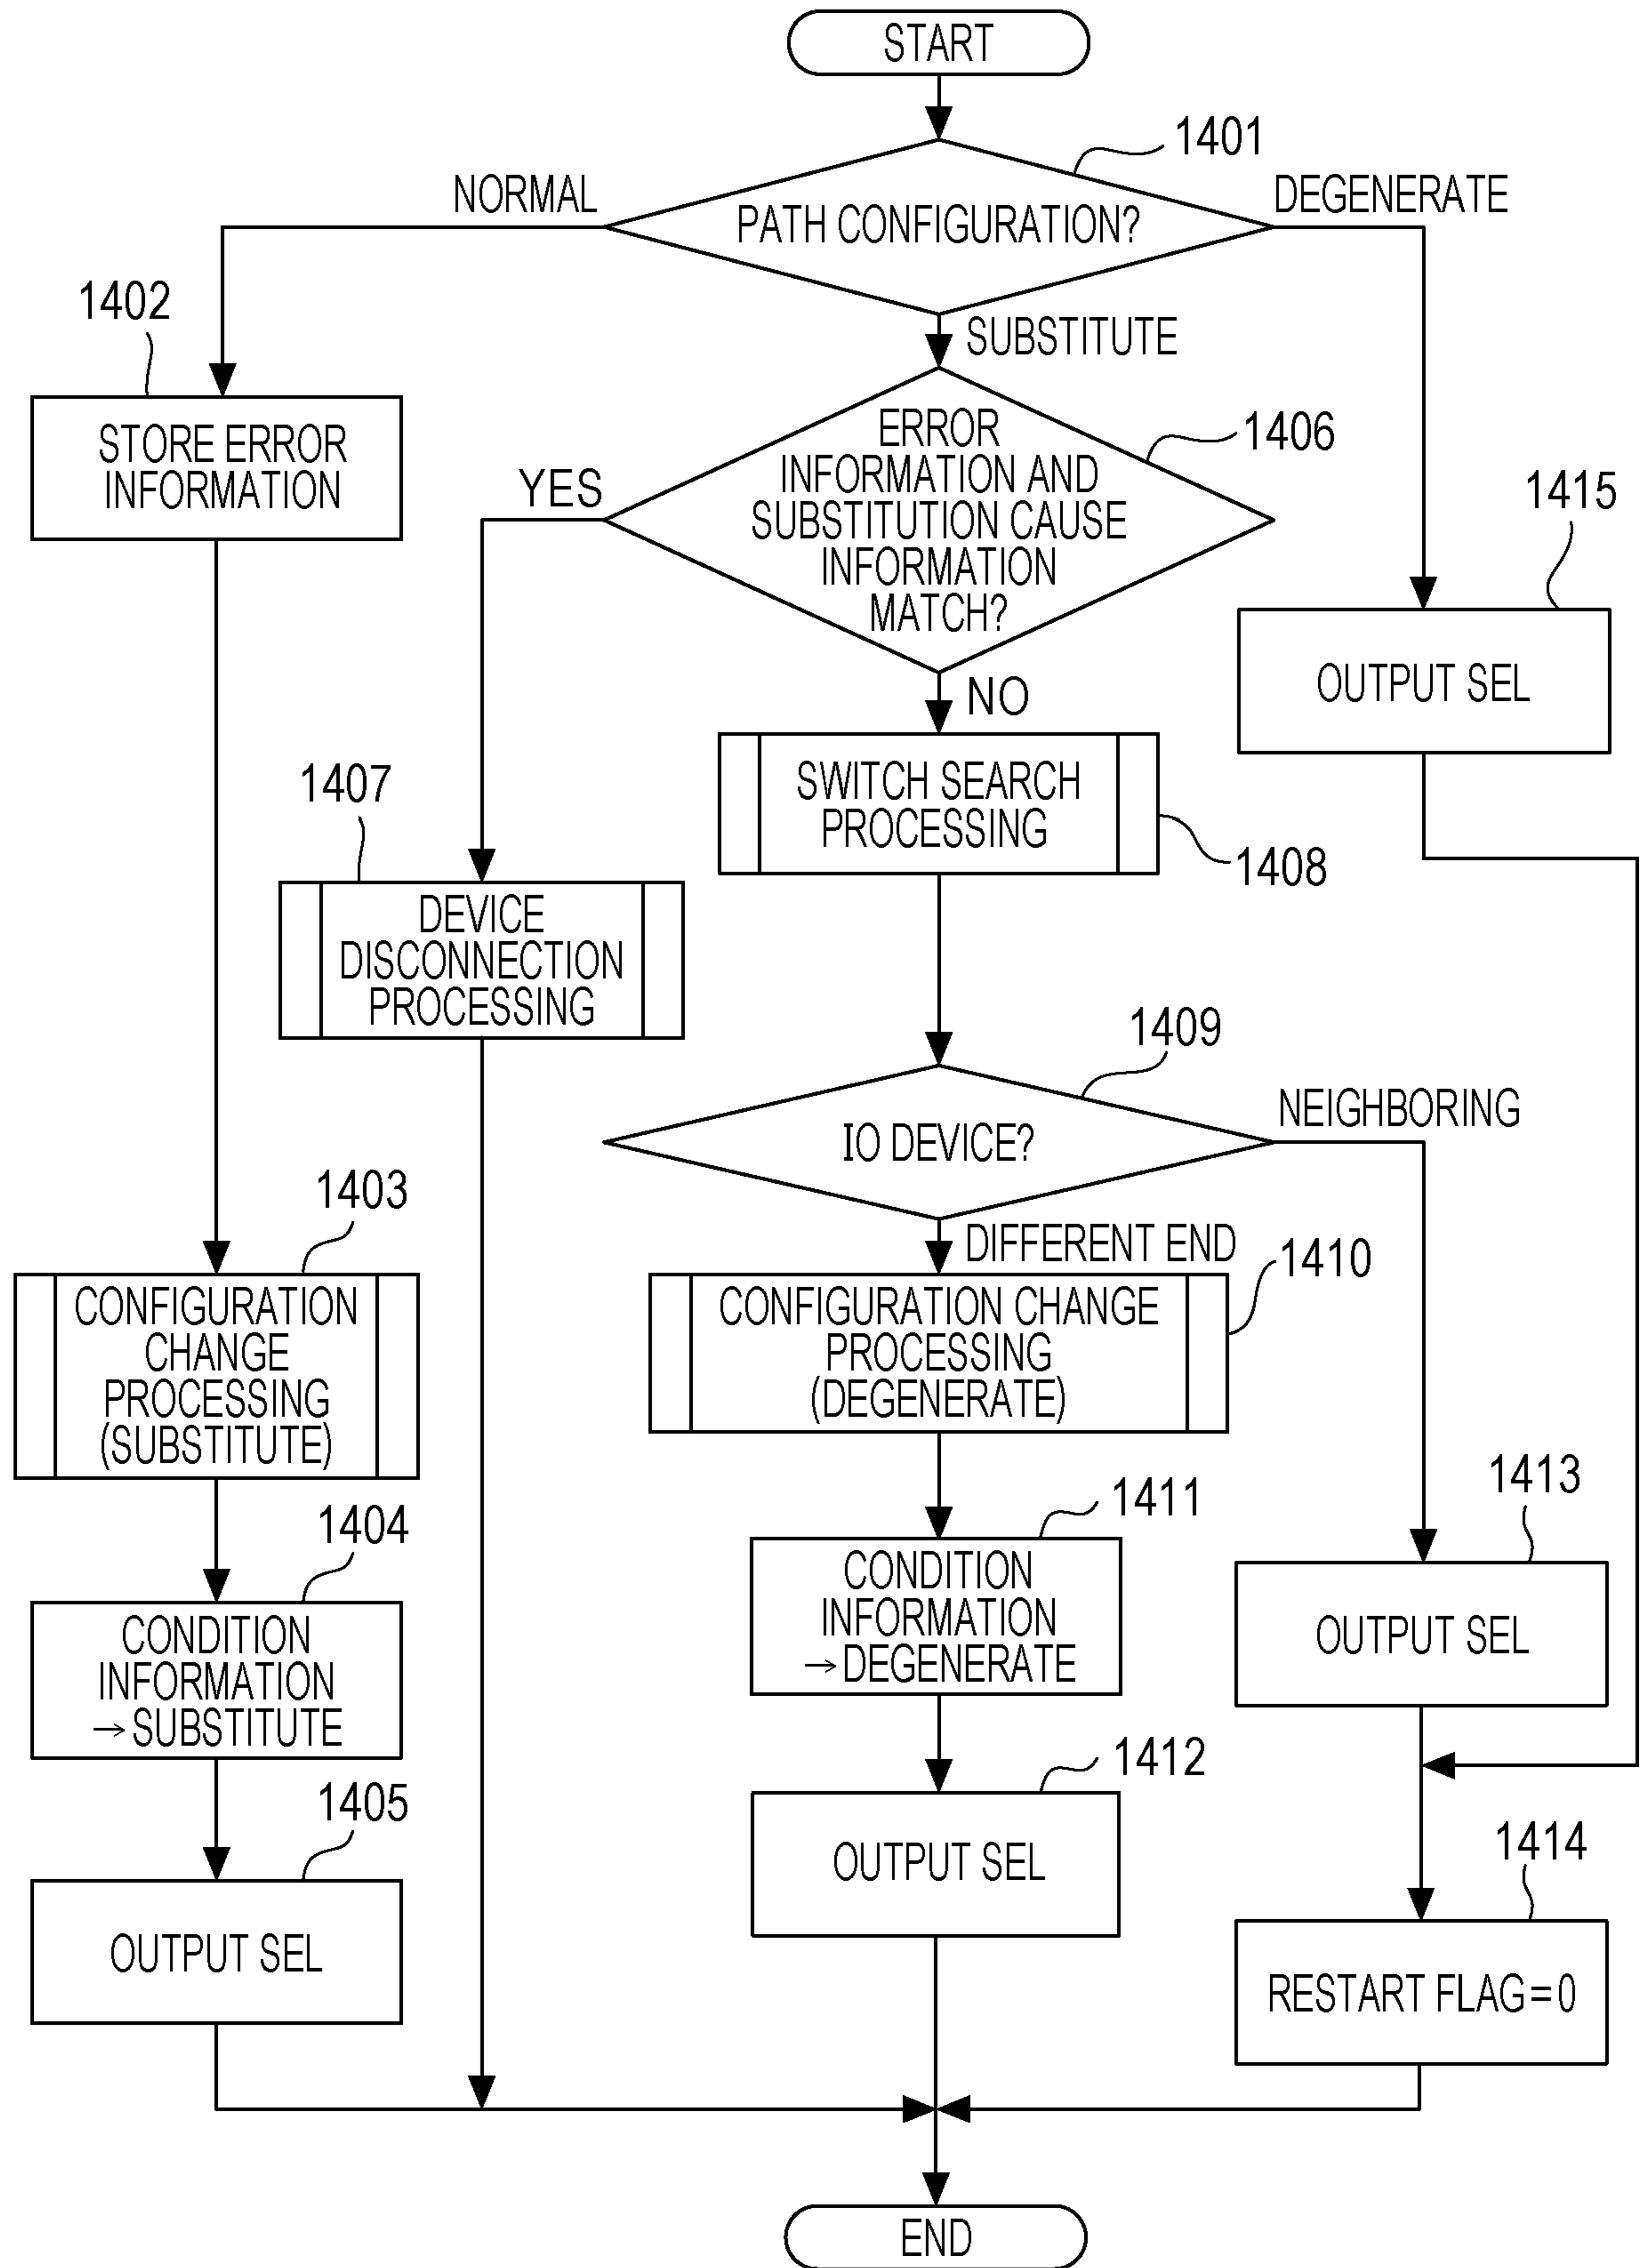 START
1401
NORMAL
PATH CONFIGURATION?
DEGENERATE
1402
SUBSTITUTE
STORE ERROR
INFORMATION
ERROR
INFORMATION AND
SUBSTITUTION CAUSE
INFORMATION
MATCH?
1406
YES
1415
OUTPUT SEL
NO
1407
SWITCH SEARCH
PROCESSING
1408
DEVICE
DISCONNECTION
PROCESSING
1409
IO DEVICE?
NEIGHBORING
1403
DIFFERENT END
1410
CONFIGURATION
CHANGE
PROCESSING
(SUBSTITUTE)
CONFIGURATION CHANGE
PROCESSING
(DEGENERATE)
1404
1411
1413
CONDITION
INFORMATION
→SUBSTITUTE
CONDITION
INFORMATION
→DEGENERATE
OUTPUT SEL
1405
1412
OUTPUT SEL
1414
OUTPUT SEL
RESTART FLAG=0
END